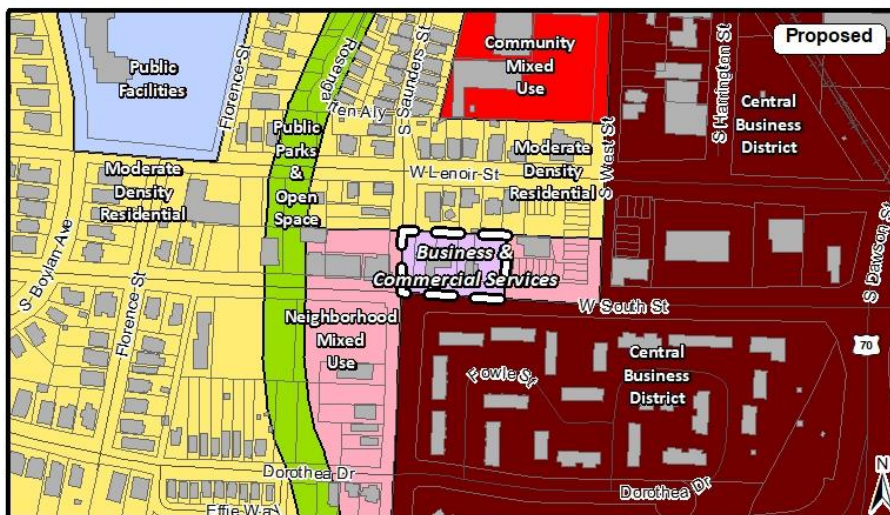 Proposed
Public
Facilities
Florence St
Rosenga
ten Aly
S Saunders St
Community
Mixed
Use
S Harrington St
Central
Business
District
Public
Parks
&
Open
Space
Moderate
Density
Residential
W Lenoir St
Moderate
Density
Residential
S West St
S Boylan Ave
Florence St
Business &
Commercial Services
S Dawson St
W South St
Neighborhood
Mixed
Use
70
Fowle St
Central
Business
District
Dorothea Dr
Dorothea Dr
Effie Way
N